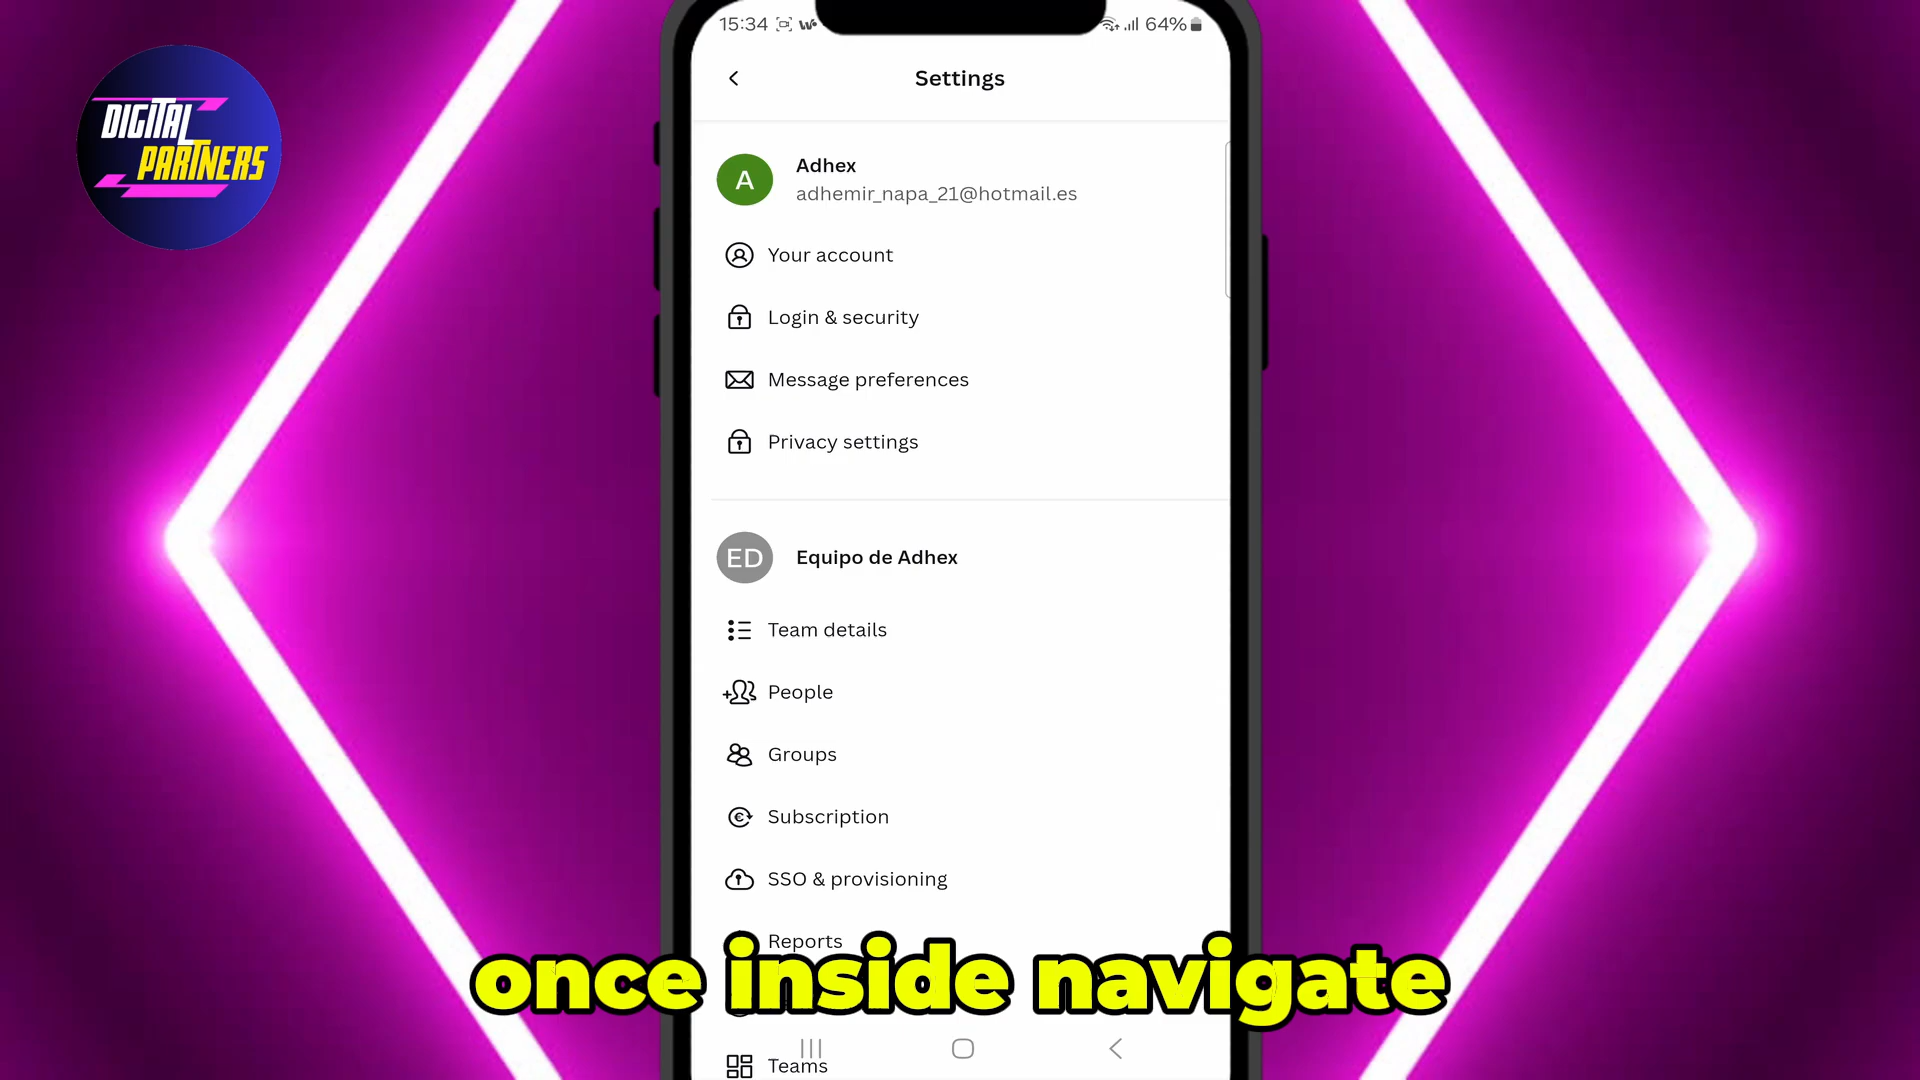 DIGITAL
PARTNERS
15:34
64%
Settings
A
Adhex
adhemir_napa_21@hotmail.es
Your account
Login & security
Message preferences
Privacy settings
ED
Equipo de Adhex
Team details
People
Groups
Subscription
SSO & provisioning
Reports
once inside navigate
Teams